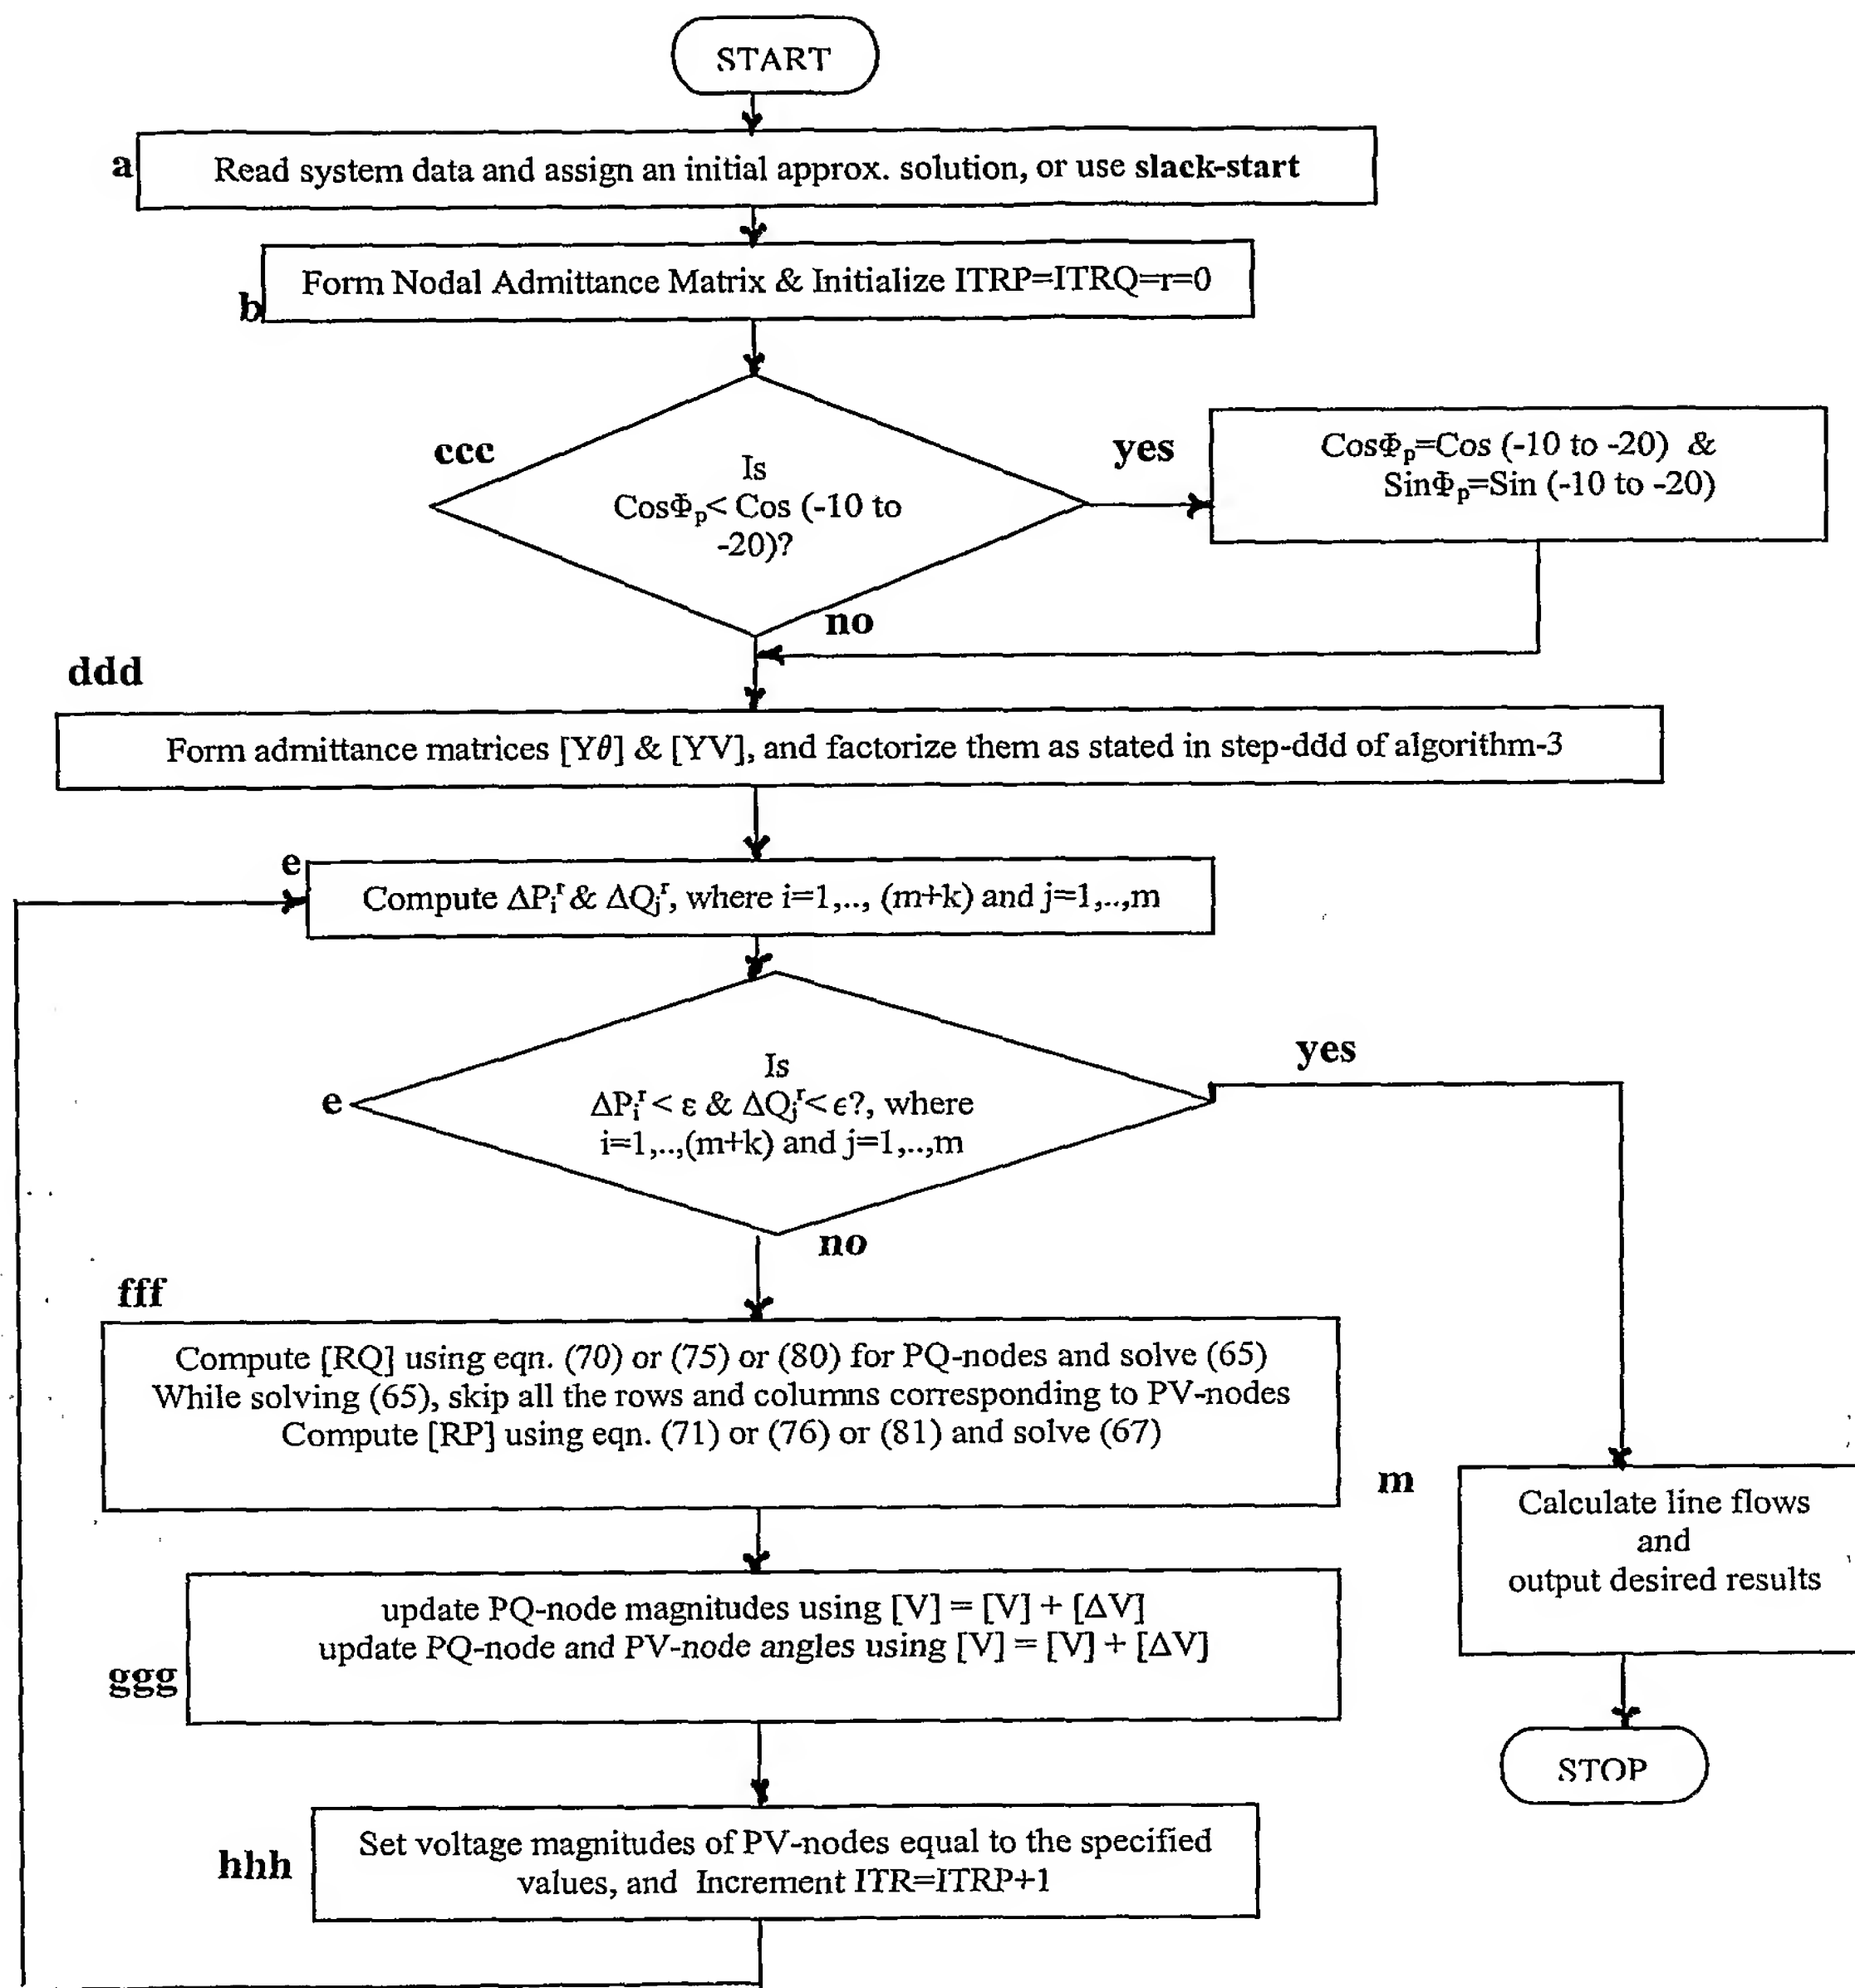 START
a
Read system data and assign an initial approx. solution, or use slack-start
b
Form Nodal Admittance Matrix & Initialize ITRP=ITRQ=r=0
ccc
Is
CosΦp< Cos (-10 to
-20)?
yes
CosΦp=Cos (-10 to -20) &
SinΦp=Sin (-10 to -20)
no
ddd
Form admittance matrices [Yθ] & [YV], and factorize them as stated in step-ddd of algorithm-3
e
Compute ΔPiʳ & ΔQjʳ, where i=1,.., (m+k) and j=1,..,m
e
Is
ΔPiʳ < ε & ΔQjʳ< ϵ?, where
i=1,..,(m+k) and j=1,..,m
yes
no
fff
Compute [RQ] using eqn. (70) or (75) or (80) for PQ-nodes and solve (65)
While solving (65), skip all the rows and columns corresponding to PV-nodes
Compute [RP] using eqn. (71) or (76) or (81) and solve (67)
m
Calculate line flows
and
output desired results
ggg
update PQ-node magnitudes using [V] = [V] + [ΔV]
update PQ-node and PV-node angles using [V] = [V] + [ΔV]
STOP
hhh
Set voltage magnitudes of PV-nodes equal to the specified
values, and Increment ITR=ITRP+1